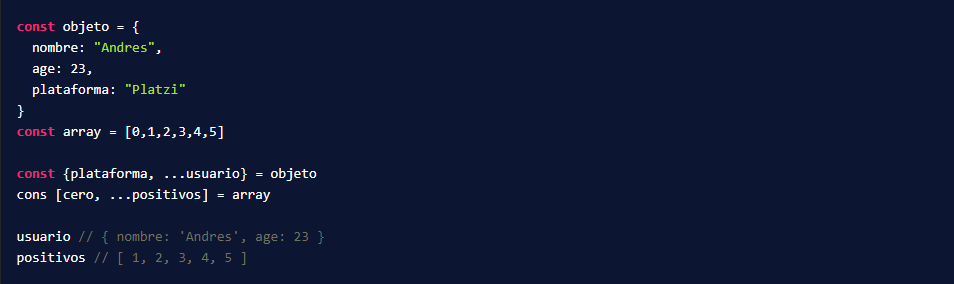 const objeto = {
  nombre: "Andres",
  age: 23,
  plataforma: "Platzi"
}
const array = [0,1,2,3,4,5]

const {plataforma, ...usuario} = objeto
cons [cero, ...positivos] = array

usuario // { nombre: 'Andres', age: 23 }
positivos // [ 1, 2, 3, 4, 5 ]